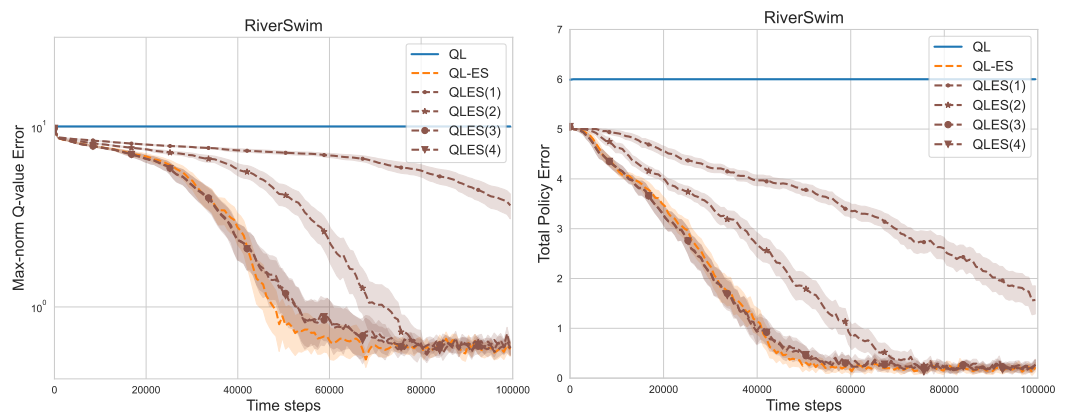 RiverSwim
Max-norm Q-value Error
10¹
10⁰
QL
QL-ES
QLES(1)
QLES(2)
QLES(3)
QLES(4)
0 20000 40000 60000 80000 100000
Time steps
RiverSwim
Total Policy Error
7
6
5
4
3
2
1
0
QL
QL-ES
QLES(1)
QLES(2)
QLES(3)
QLES(4)
0 20000 40000 60000 80000 100000
Time steps